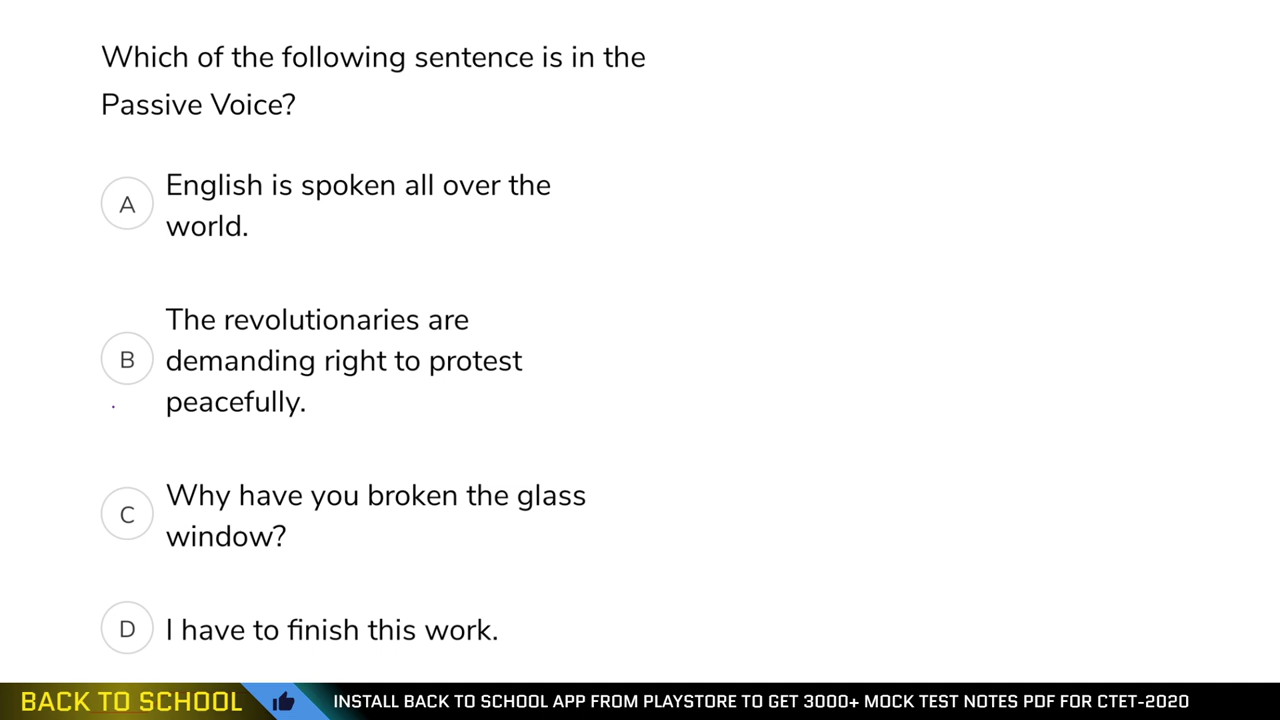 Which of the following sentence is in the
Passive Voice?
A
English is spoken all over the
world.
B
The revolutionaries are
demanding right to protest
peacefully.
C
Why have you broken the glass
window?
D
I have to finish this work.
BACK TO SCHOOL
INSTALL BACK TO SCHOOL APP FROM PLAYSTORE TO GET 3000+ MOCK TEST NOTES PDF FOR CTET-2020